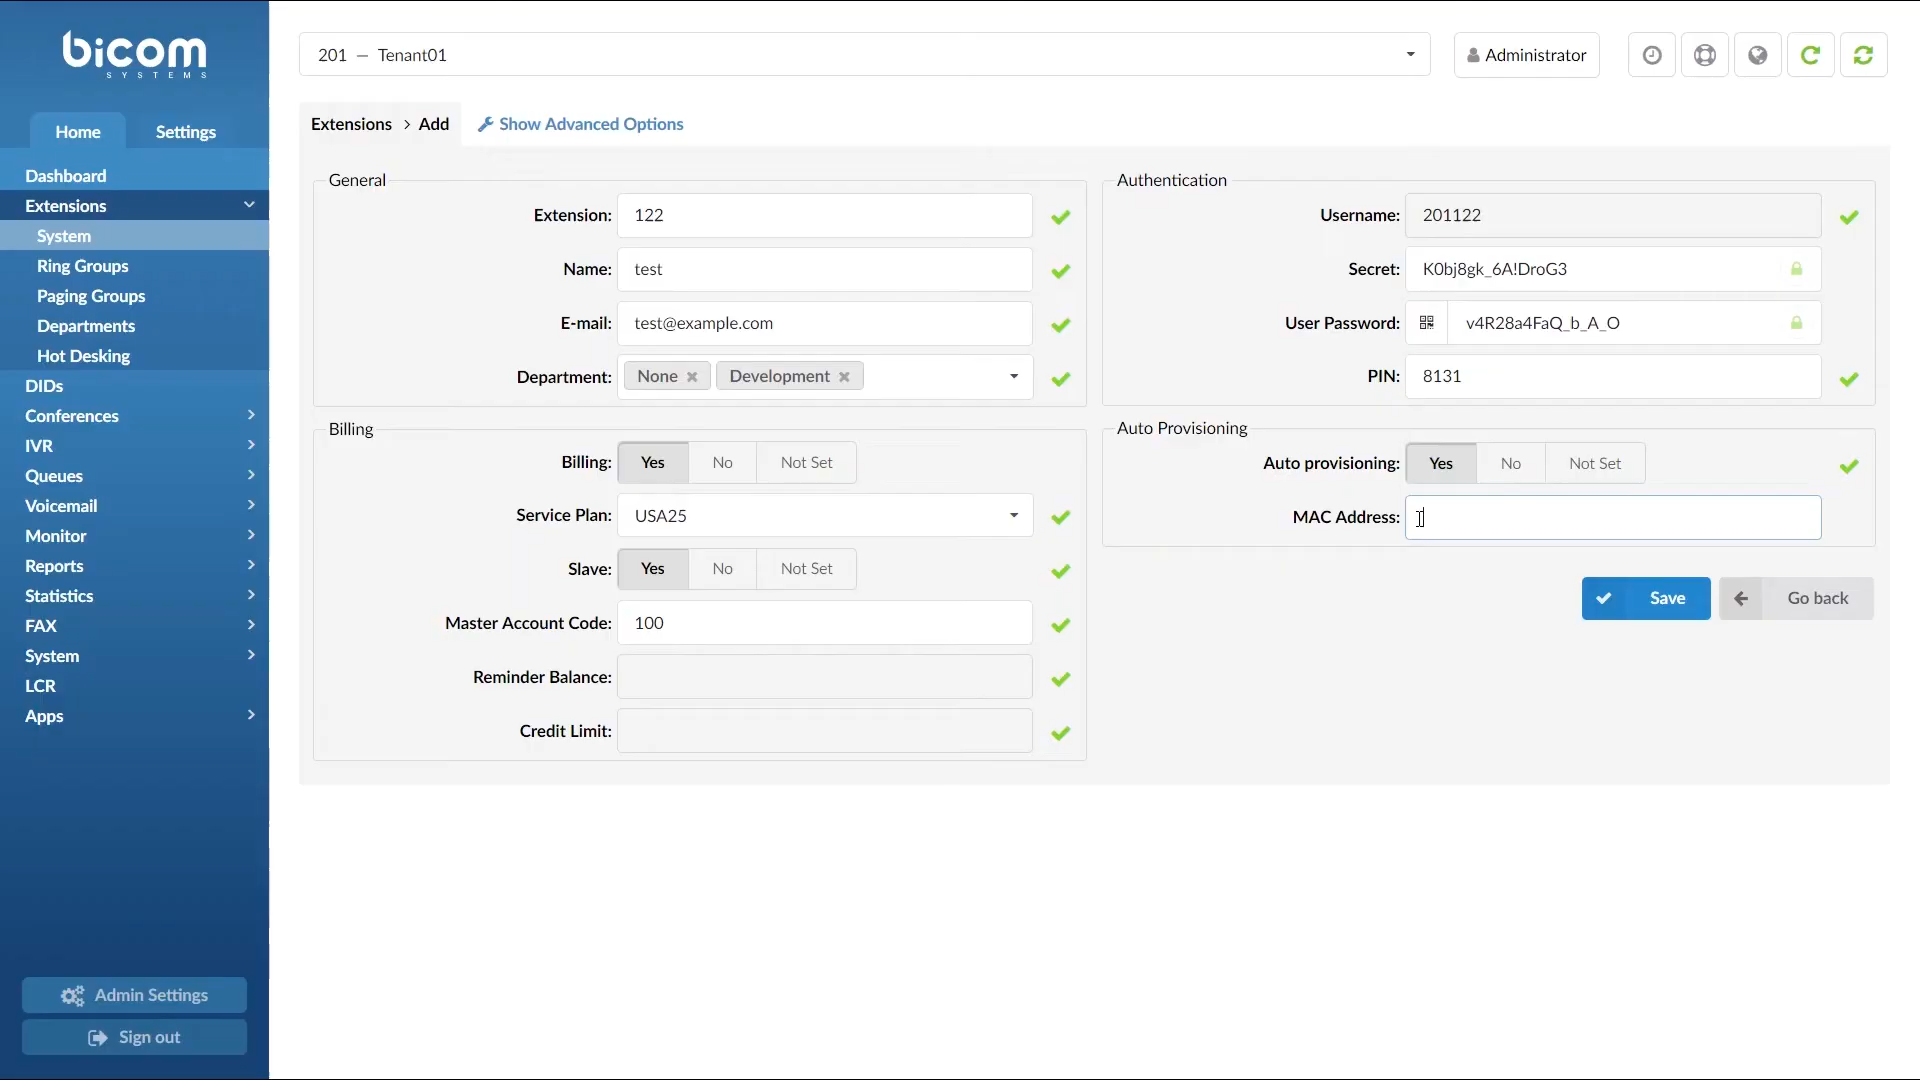 bicom
SYSTEMS
Home
Settings
Dashboard
Extensions
System
Ring Groups
Paging Groups
Departments
Hot Desking
DIDs
Conferences
IVR
Queues
Voicemail
Monitor
Reports
Statistics
FAX
System
LCR
Apps
Admin Settings
Sign out
201 — Tenant01
Administrator
Extensions > Add
Show Advanced Options
General
Extension: 122
Name: test
E-mail: test@example.com
Department: None Development
Billing
Billing: Yes No Not Set
Service Plan: USA25
Slave: Yes No Not Set
Master Account Code: 100
Reminder Balance:
Credit Limit:
Authentication
Username: 201122
Secret: K0bj8gk_6A!DroG3
User Password: v4R28a4FaQ_b_A_O
PIN: 8131
Auto Provisioning
Auto provisioning: Yes No Not Set
MAC Address:
Save
Go back